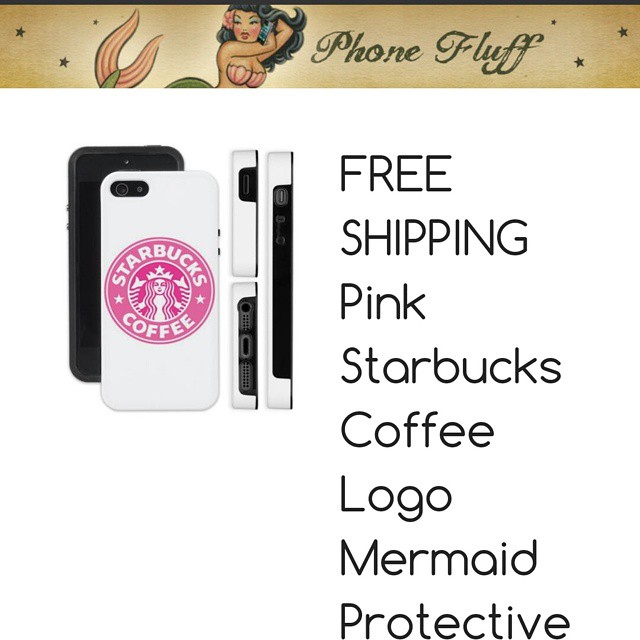 Phone Fluff
STARBUCKS
COFFEE
FREE
SHIPPING
Pink
Starbucks
Coffee
Logo
Mermaid
Protective